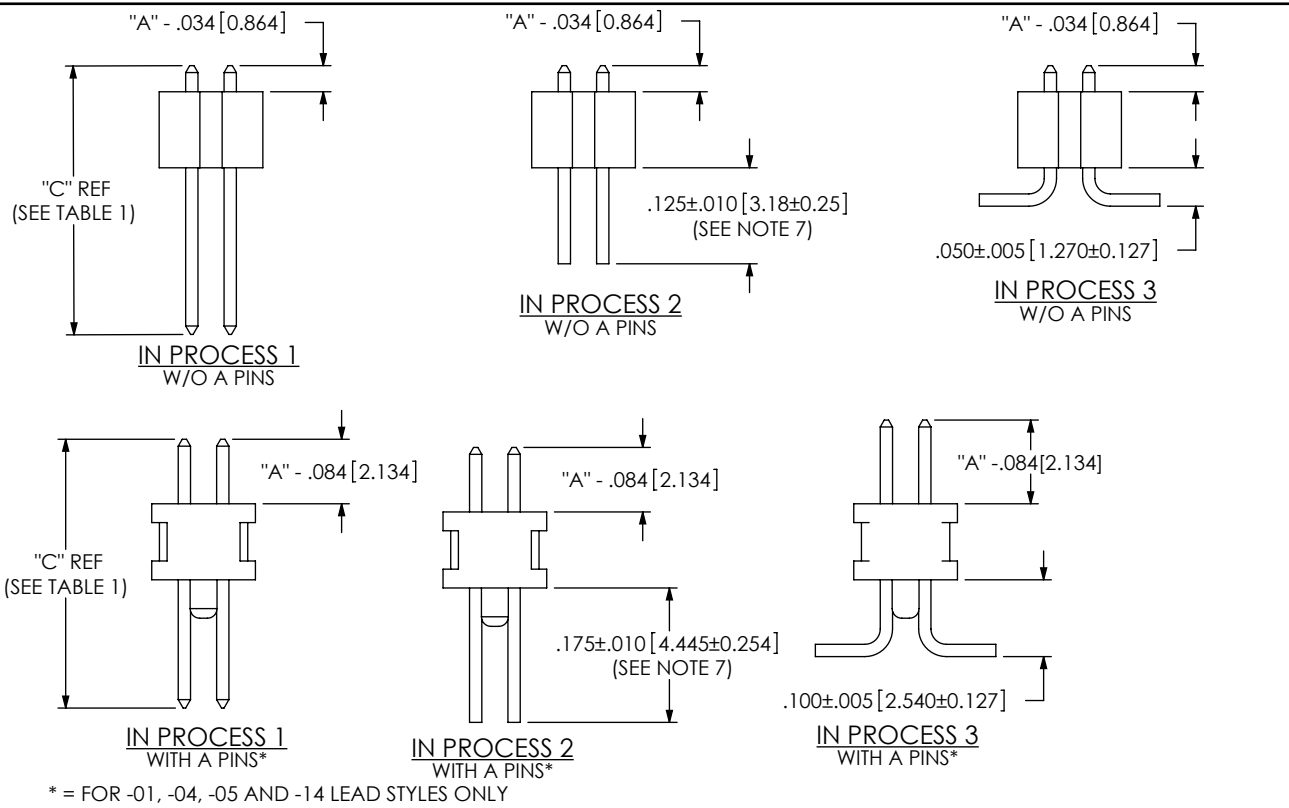 "A" - .034 [0.864]
"C" REF
(SEE TABLE 1)
IN PROCESS 1
W/O A PINS
"A" - .034 [0.864]
.125±.010 [3.18±0.25]
(SEE NOTE 7)
IN PROCESS 2
W/O A PINS
"A" - .034 [0.864]
.050±.005 [1.270±0.127]
IN PROCESS 3
W/O A PINS
"A" - .084 [2.134]
"C" REF
(SEE TABLE 1)
IN PROCESS 1
WITH A PINS*
"A" - .084 [2.134]
.175±.010 [4.445±0.254]
(SEE NOTE 7)
IN PROCESS 2
WITH A PINS*
"A" - .084[2.134]
.100±.005 [2.540±0.127]
IN PROCESS 3
WITH A PINS*
* = FOR -01, -04, -05 AND -14 LEAD STYLES ONLY